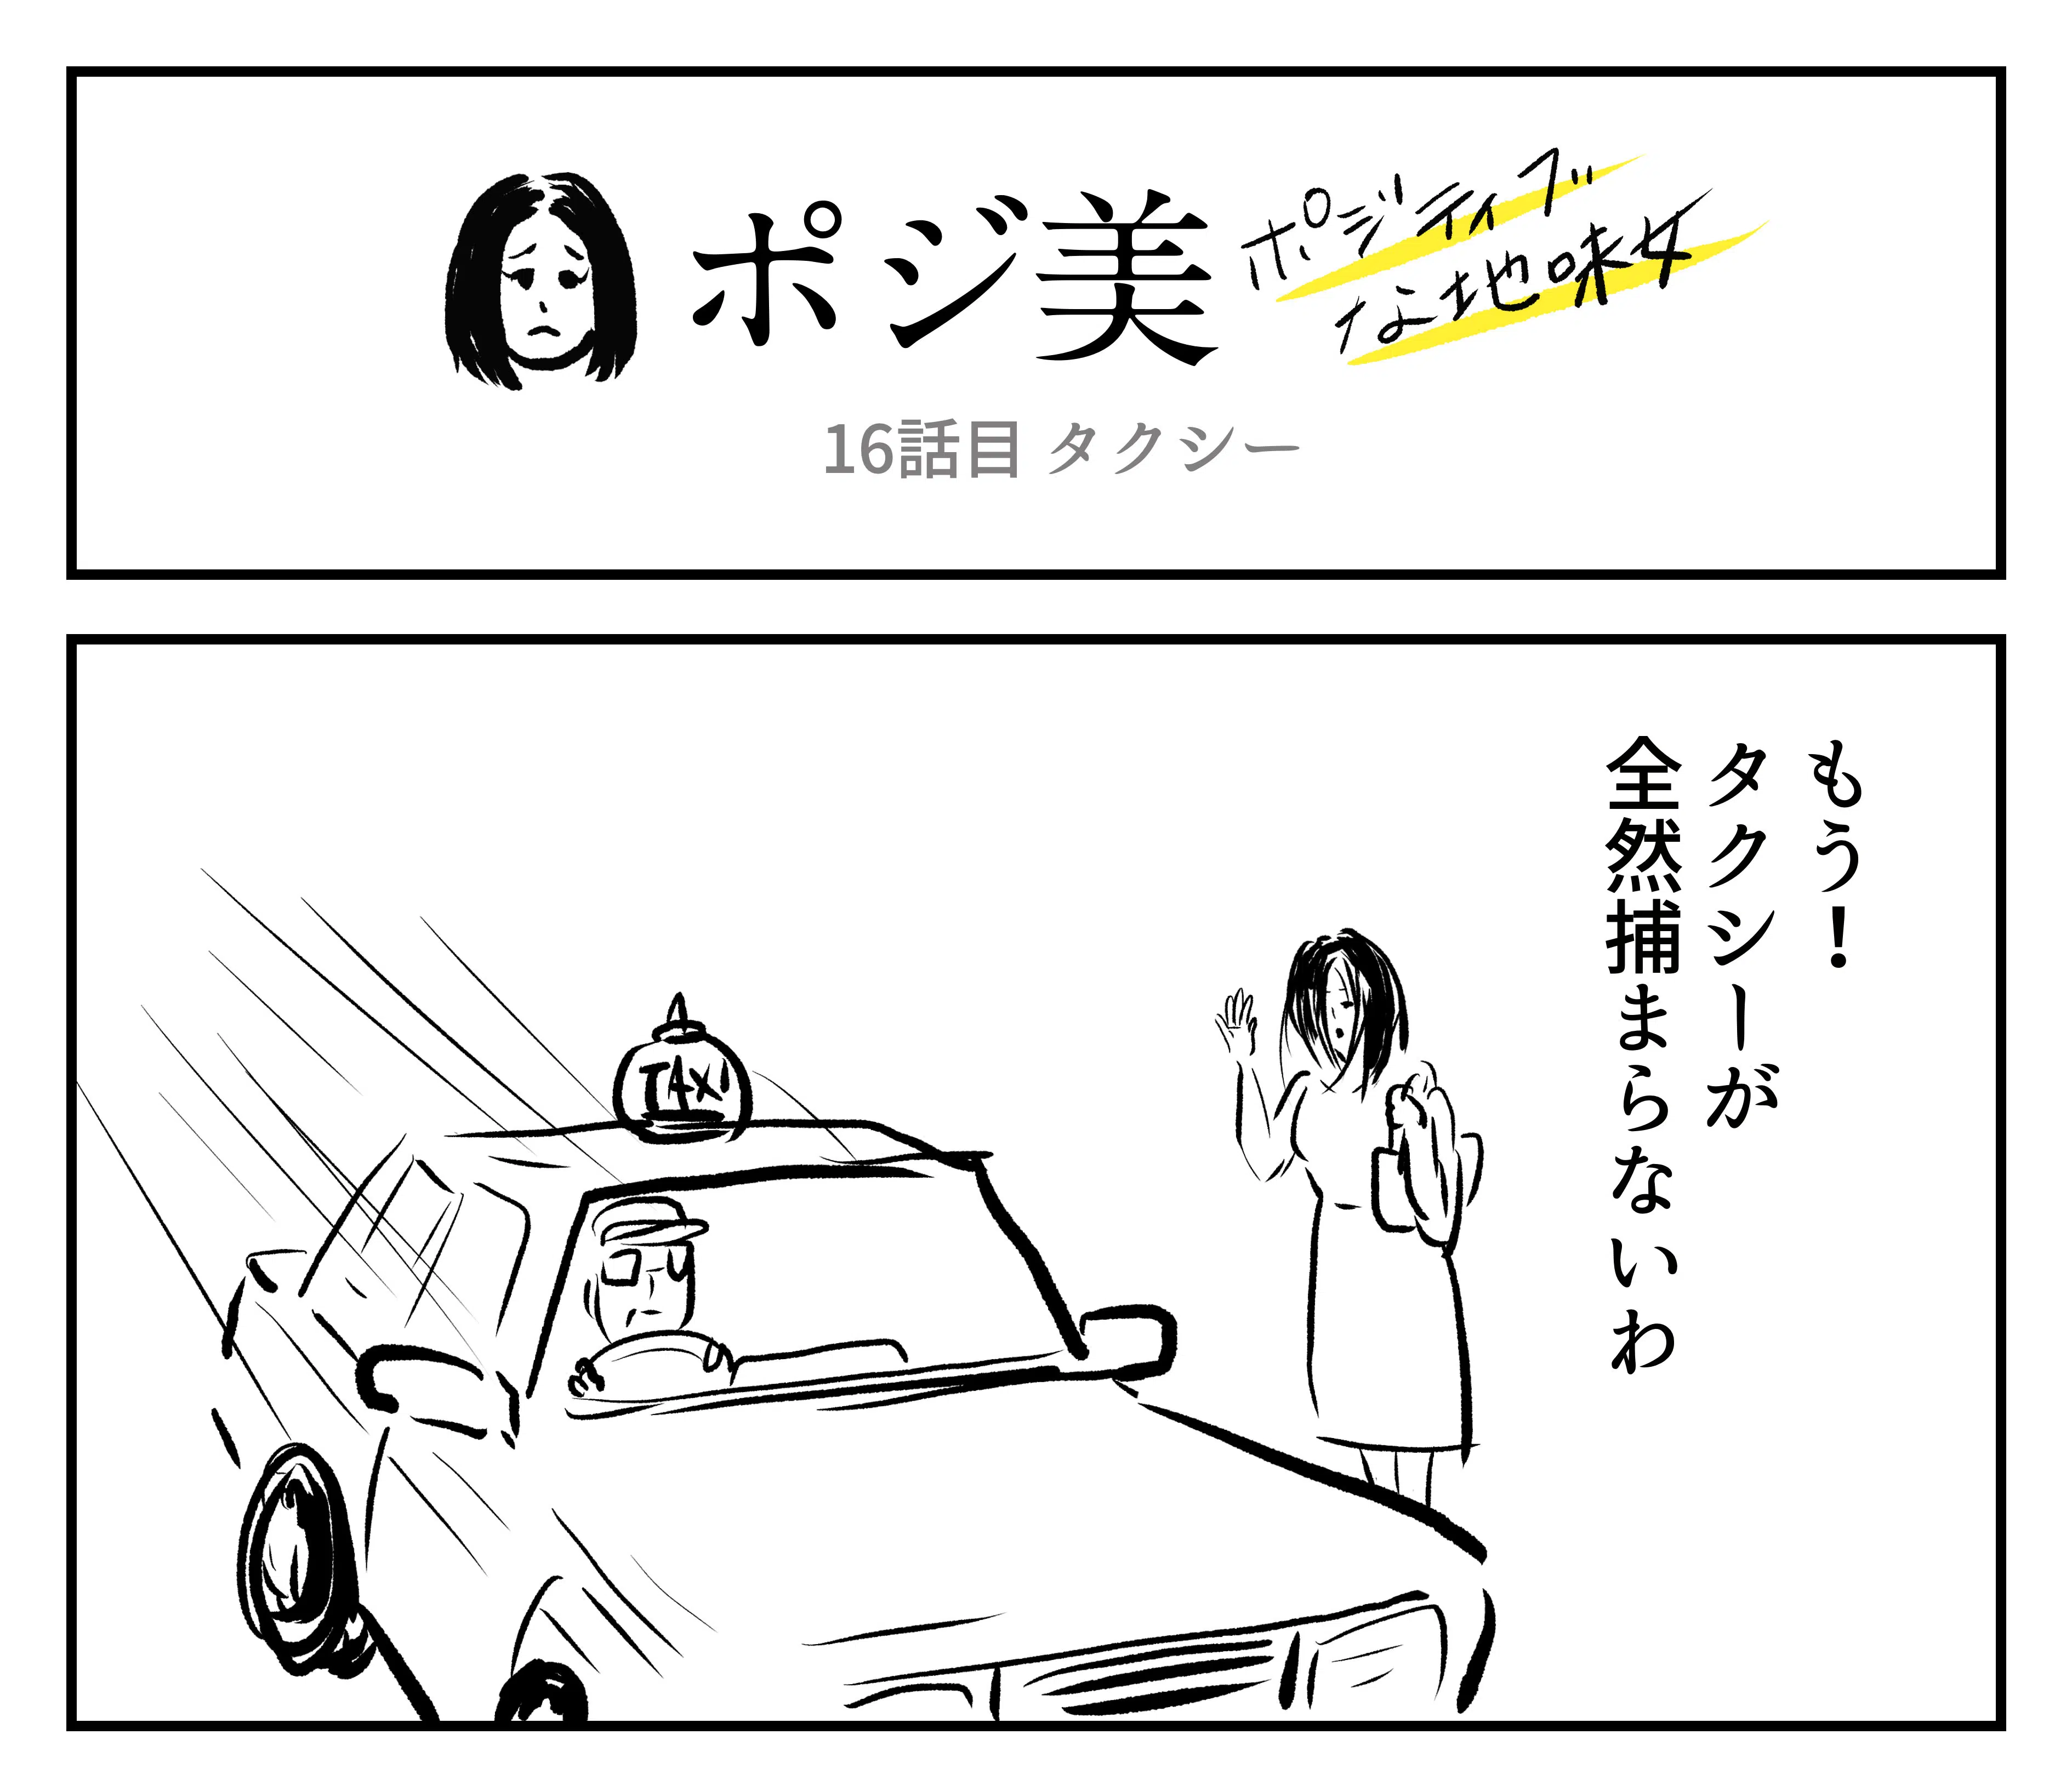 ポジ美
ポジティブ
な地味女
16話目 タクシー
もう！
タクシーが
全然捕まらないわ
TAXI